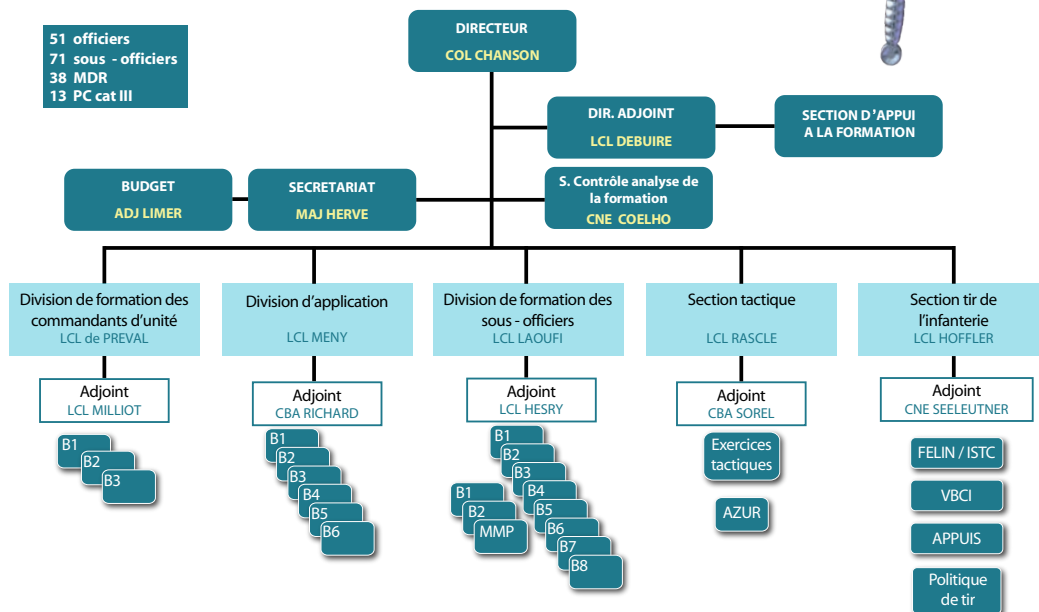 51 officiers
71 sous - officiers
38 MDR
13 PC cat III
DIRECTEUR
COL CHANSON
DIR. ADJOINT
LCL DEBUIRE
SECTION D'APPUI
A LA FORMATION
BUDGET
ADJ LIMER
SECRETARIAT
MAJ HERVE
S. Contrôle analyse de
la formation
CNE COELHO
Division de formation des
commandants d'unité
LCL de PREVAL
Adjoint
LCL MILLIOT
B1
B2
B3
Division d'application
LCL MENY
Adjoint
CBA RICHARD
B1
B2
B3
B4
B5
B6
Division de formation des
sous - officiers
LCL LAOUFI
Adjoint
LCL HESRY
B1
B2
B3
B4
B5
B6
B7
B8
B1
B2
MMP
Section tactique
LCL RASCLE
Adjoint
CBA SOREL
Exercices
tactiques
AZUR
Section tir de
l'infanterie
LCL HOFFLER
Adjoint
CNE SEELEUTNER
FELIN / ISTC
VBCI
APPUIS
Politique
de tir